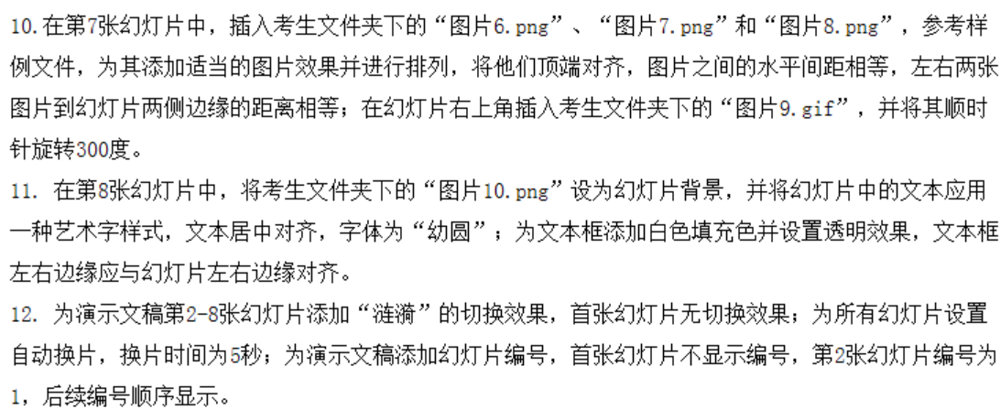 10.在第7张幻灯片中，插入考生文件夹下的“图片6.png”、“图片7.png”和“图片8.png”，参考样
例文件，为其添加适当的图片效果并进行排列，将他们顶端对齐，图片之间的水平间距相等，左右两张
图片到幻灯片两侧边缘的距离相等；在幻灯片右上角插入考生文件夹下的“图片9.gif”，并将其顺时
针旋转300度。
11. 在第8张幻灯片中，将考生文件夹下的“图片10.png”设为幻灯片背景，并将幻灯片中的文本应用
一种艺术字样式，文本居中对齐，字体为“幼圆”；为文本框添加白色填充色并设置透明效果，文本框
左右边缘应与幻灯片左右边缘对齐。
12. 为演示文稿第2-8张幻灯片添加“涟漪”的切换效果，首张幻灯片无切换效果；为所有幻灯片设置
自动换片，换片时间为5秒；为演示文稿添加幻灯片编号，首张幻灯片不显示编号，第2张幻灯片编号为
1，后续编号顺序显示。